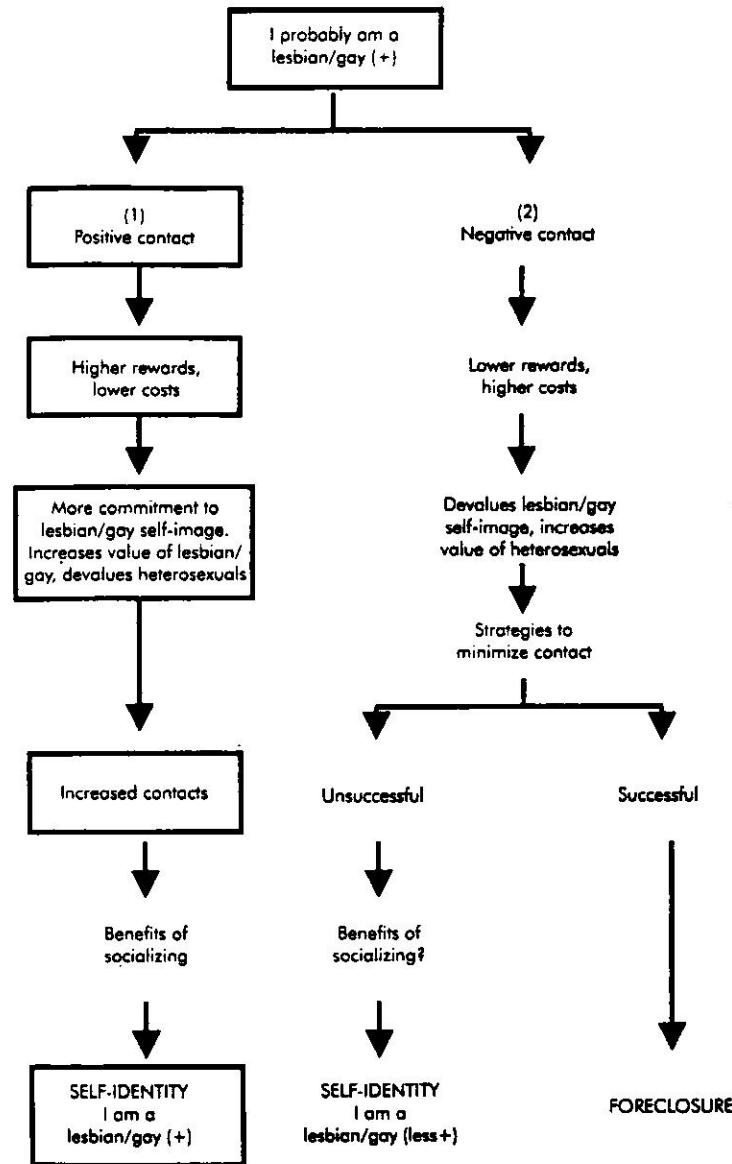 I probably am a
lesbian/gay (+)
(1)
Positive contact
(2)
Negative contact
Higher rewards,
lower costs
Lower rewards,
higher costs
More commitment to
lesbian/gay self-image.
Increases value of lesbian/
gay, devalues heterosexuals
Devalues lesbian/gay
self-image, increases
value of heterosexuals
Strategies to
minimize contact
Increased contacts
Unsuccessful
Successful
Benefits of
socializing
Benefits of
socializing?
SELF-IDENTITY
I am a
lesbian/gay (+)
SELF-IDENTITY
I am a
lesbian/gay (less+)
FORECLOSURE